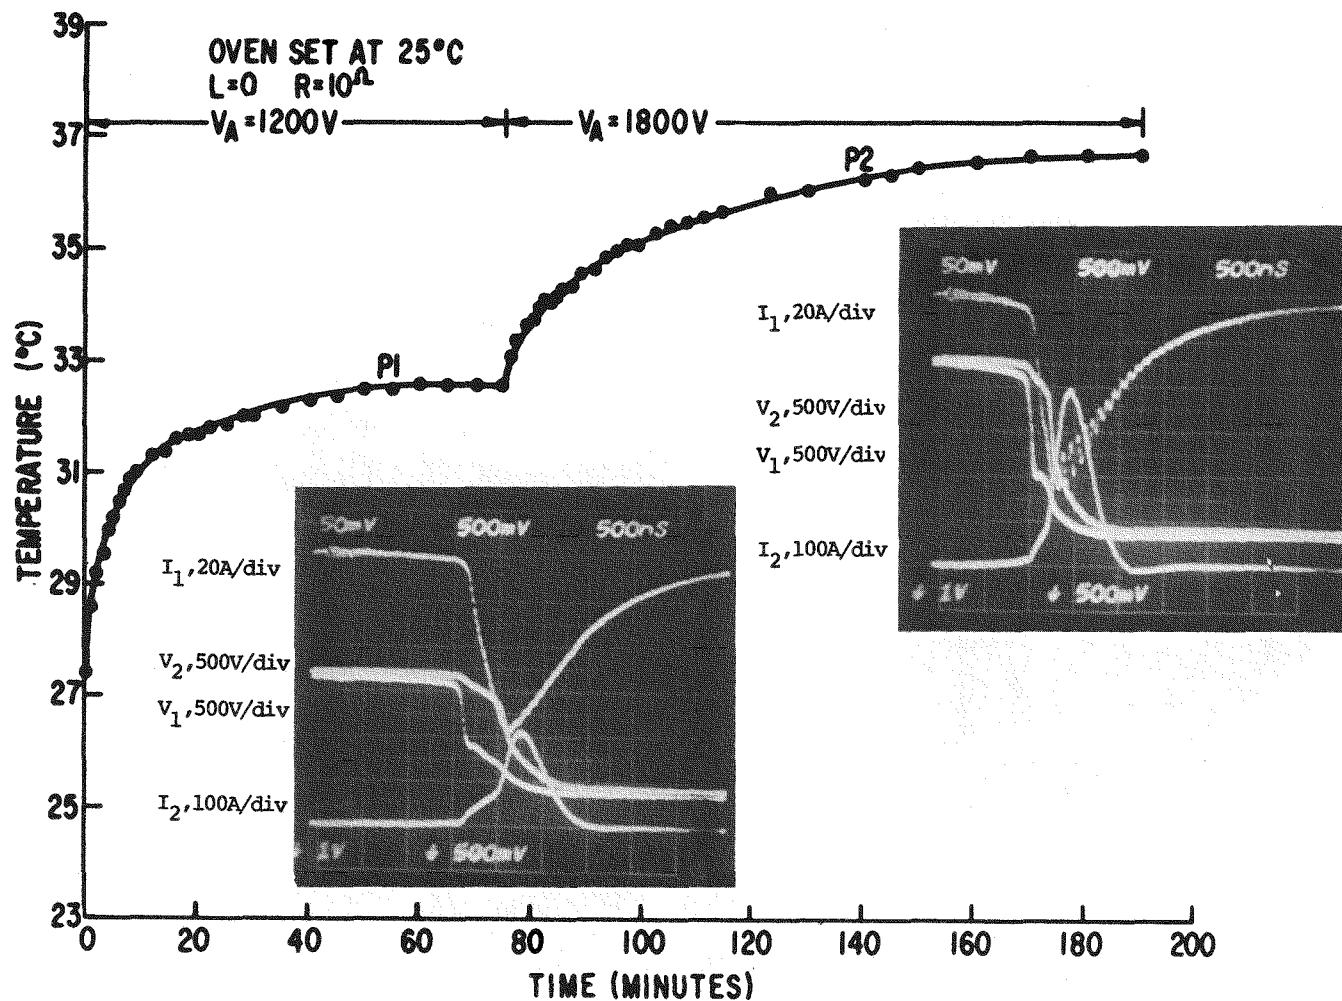 OVEN SET AT 25°C
L=0 R=10Ω
V_A=1200V V_A=1800V
39
37
35
33
31
29
27
25
23
TEMPERATURE (°C)
P1
P2
50mV 500mV 500nS
I₁,20A/div
V₂,500V/div
V₁,500V/div
I₂,100A/div
↓ 1V ↓ 500mV
50mV 500mV 500nS
I₁,20A/div
V₂,500V/div
V₁,500V/div
I₂,100A/div
↓ 1V ↓ 500mV
0 20 40 60 80 100 120 140 160 180 200
TIME (MINUTES)